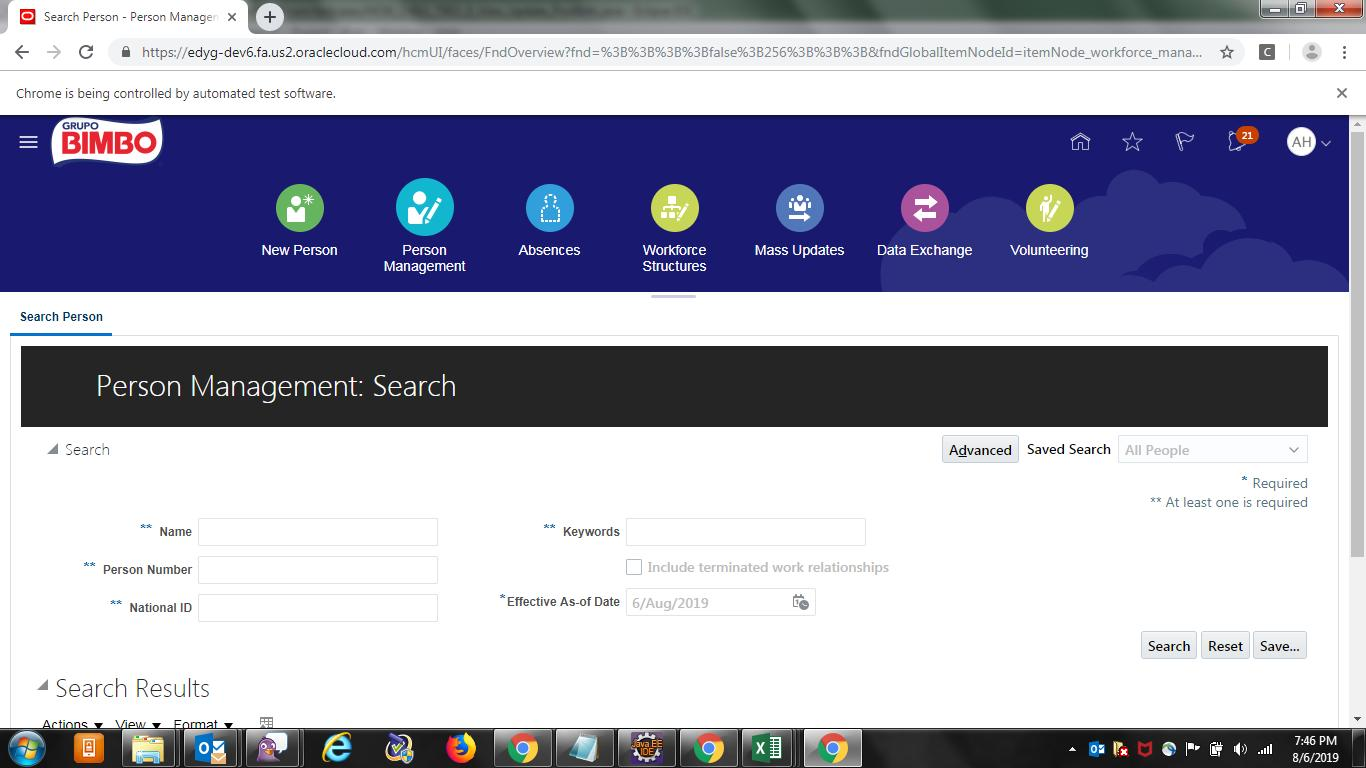 Search Person - Person Managen
https://edyg-dev6.fa.us2.oraclecloud.com/hcmUI/faces/FndOverview?fnd=%3B%3B%3B%3Bfalse%3B256%3B%3B%3B&fndGlobalItemNodeId=itemNode_workforce_mana...
C
Chrome is being controlled by automated test software.
GRUPO
BIMBO
21
AH
New Person
Person
Management
Absences
Workforce
Structures
Mass Updates
Data Exchange
Volunteering
Search Person
Person Management: Search
Search
Advanced Saved Search All People
* Required
** At least one is required
** Name
** Keywords
** Person Number
Include terminated work relationships
** National ID
* Effective As-of Date 6/Aug/2019
Search Reset Save...
Search Results
Actions View Format
Java EE
IDE
7:46 PM
8/6/2019